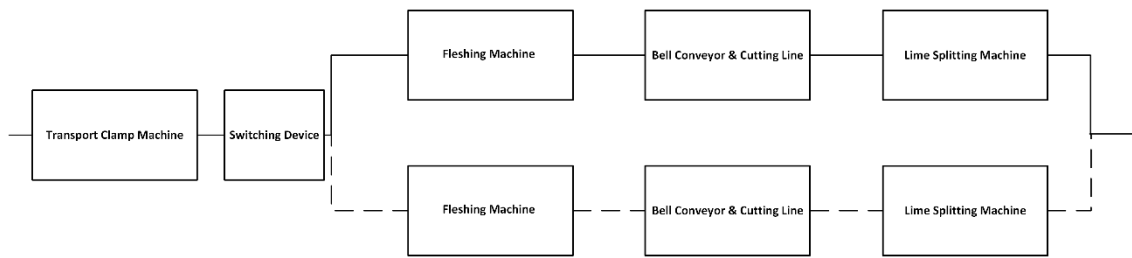 Fleshing Machine
Bell Conveyor & Cutting Line
Lime Splitting Machine
Transport Clamp Machine
Switching Device
Fleshing Machine
Bell Conveyor & Cutting Line
Lime Splitting Machine